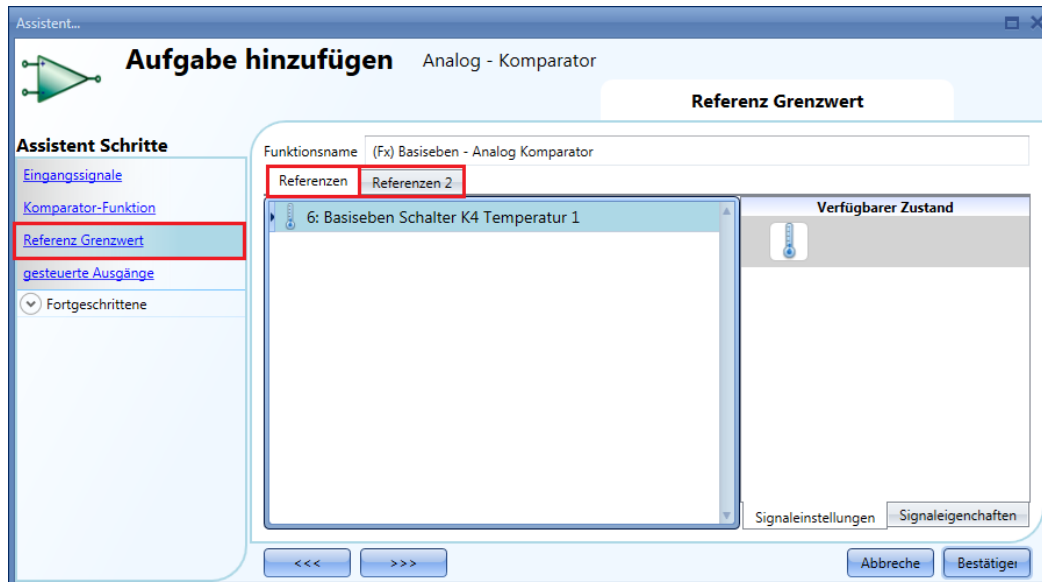 Assistent...
Aufgabe hinzufügen Analog - Komparator
Referenz Grenzwert
Assistent Schritte
Eingangssignale
Komparator-Funktion
Referenz Grenzwert
gesteuerte Ausgänge
Fortgeschrittene
Funktionsname (Fx) Basiseben - Analog Komparator
Referenzen Referenzen 2
6: Basiseben Schalter K4 Temperatur 1
Verfügbarer Zustand
Signaleinstellungen Signaleigenchaften
<<< >>> Abbreche Bestätiger